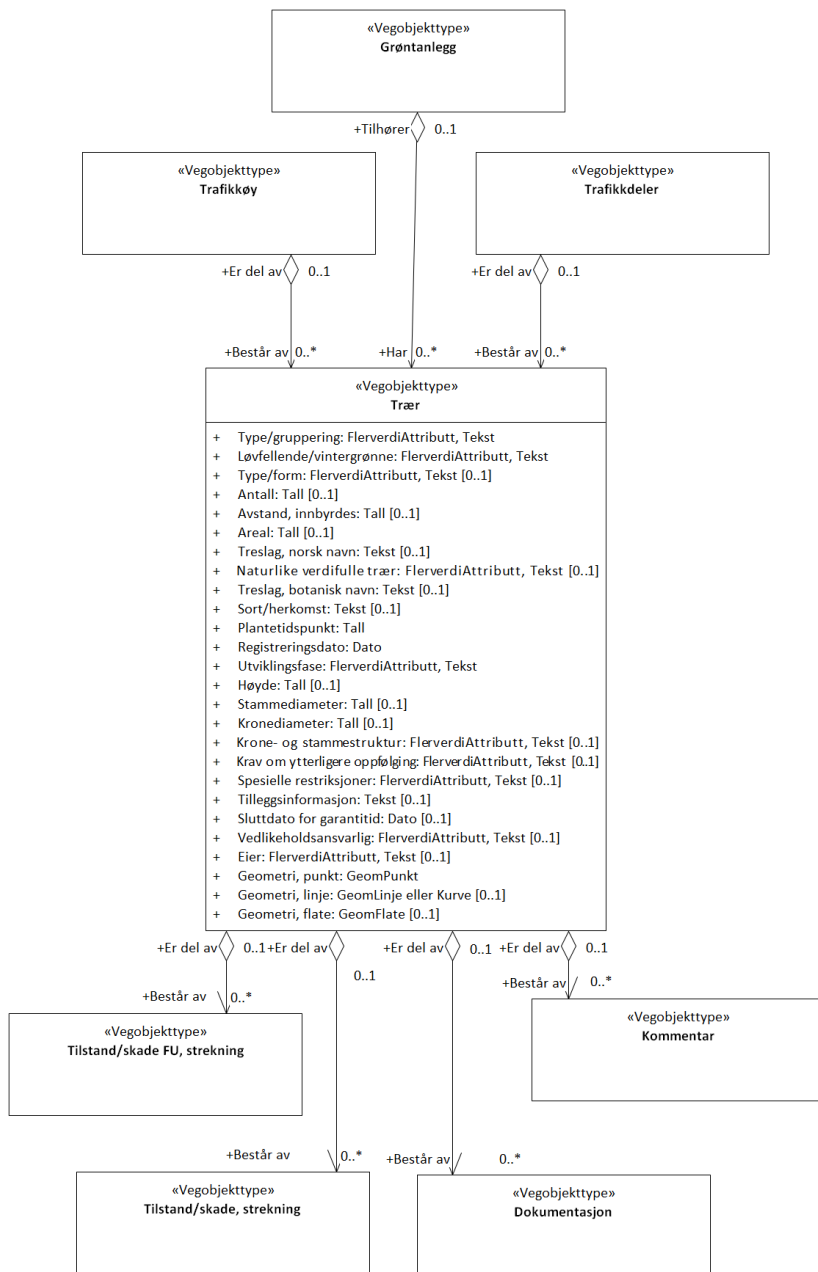 «Vegobjekttype»
Grøntanlegg
+Tilhører 0..1
«Vegobjekttype»
Trafikkøy
«Vegobjekttype»
Trafikkdeler
+Er del av 0..1
+Er del av 0..1
+Består av 0..*
+Har 0..*
+Består av 0..*
«Vegobjekttype»
Trær
+ Type/gruppering: FlerverdiAttributt, Tekst
+ Løvfellende/vintergrønne: FlerverdiAttributt, Tekst
+ Type/form: FlerverdiAttributt, Tekst [0..1]
+ Antall: Tall [0..1]
+ Avstand, innbyrdes: Tall [0..1]
+ Areal: Tall [0..1]
+ Treslag, norsk navn: Tekst [0..1]
+ Naturlike verdifulle trær: FlerverdiAttributt, Tekst [0..1]
+ Treslag, botanisk navn: Tekst [0..1]
+ Sort/herkomst: Tekst [0..1]
+ Plantetidspunkt: Tall
+ Registreringsdato: Dato
+ Utviklingsfase: FlerverdiAttributt, Tekst
+ Høyde: Tall [0..1]
+ Stammediameter: Tall [0..1]
+ Kronediameter: Tall [0..1]
+ Krone- og stammestruktur: FlerverdiAttributt, Tekst [0..1]
+ Krav om ytterligere oppfølging: FlerverdiAttributt, Tekst [0..1]
+ Spesielle restriksjoner: FlerverdiAttributt, Tekst [0..1]
+ Tilleggsinformasjon: Tekst [0..1]
+ Sluttdato for garantitid: Dato [0..1]
+ Vedlikeholdsansvarlig: FlerverdiAttributt, Tekst [0..1]
+ Eier: FlerverdiAttributt, Tekst [0..1]
+ Geometri, punkt: GeomPunkt
+ Geometri, linje: GeomLinje eller Kurve [0..1]
+ Geometri, flate: GeomFlate [0..1]
+Er del av 0..1
+Er del av 0..1
+Er del av 0..1
+Er del av 0..1
+Består av 0..*
+Består av 0..*
«Vegobjekttype»
Tilstand/skade FU, strekning
«Vegobjekttype»
Kommentar
+Består av 0..*
+Består av 0..*
«Vegobjekttype»
Tilstand/skade, strekning
«Vegobjekttype»
Dokumentasjon